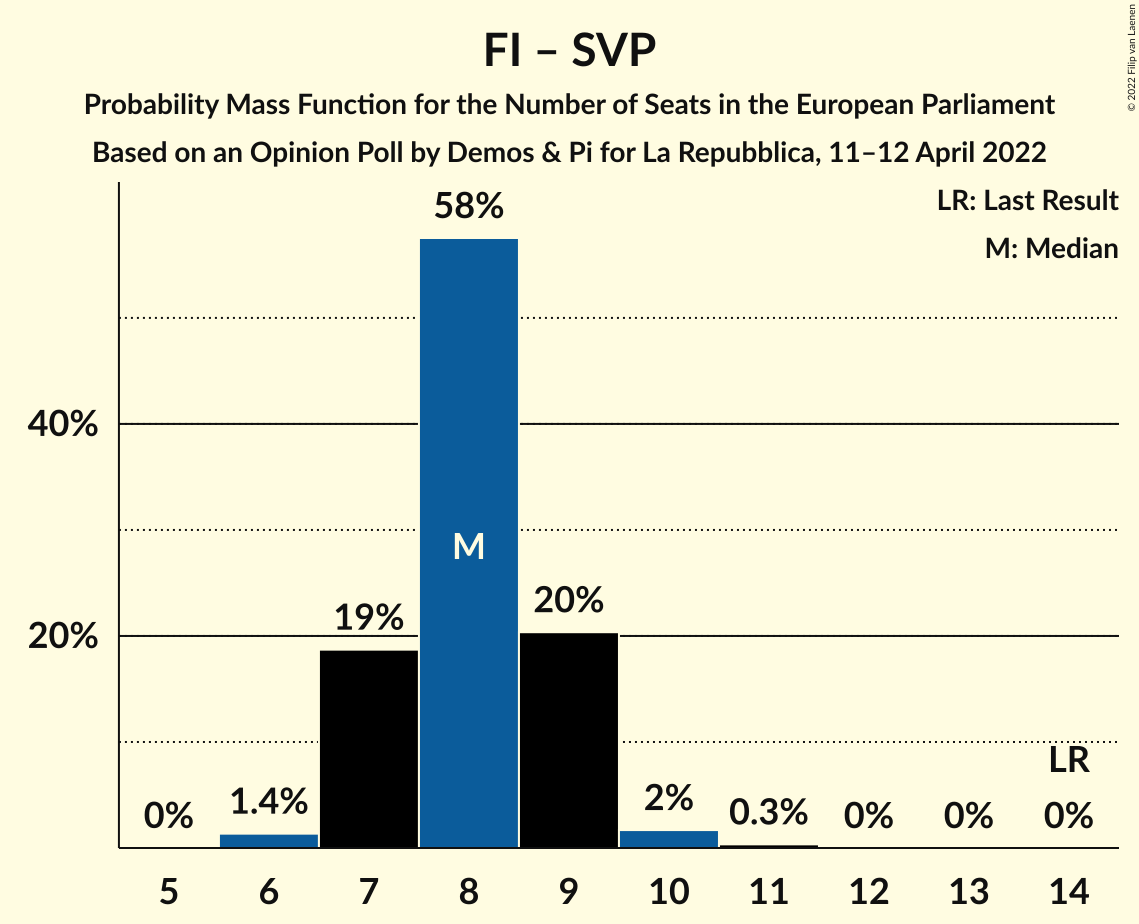 FI – SVP
Probability Mass Function for the Number of Seats in the European Parliament
Based on an Opinion Poll by Demos & Pi for La Repubblica, 11–12 April 2022
© 2022 Filip van Laenen
LR: Last Result
M: Median
58%
40%
M
20%
19%
20%
LR
0%
1.4%
2%
0.3%
0%
0%
0%
5 6 7 8 9 10 11 12 13 14